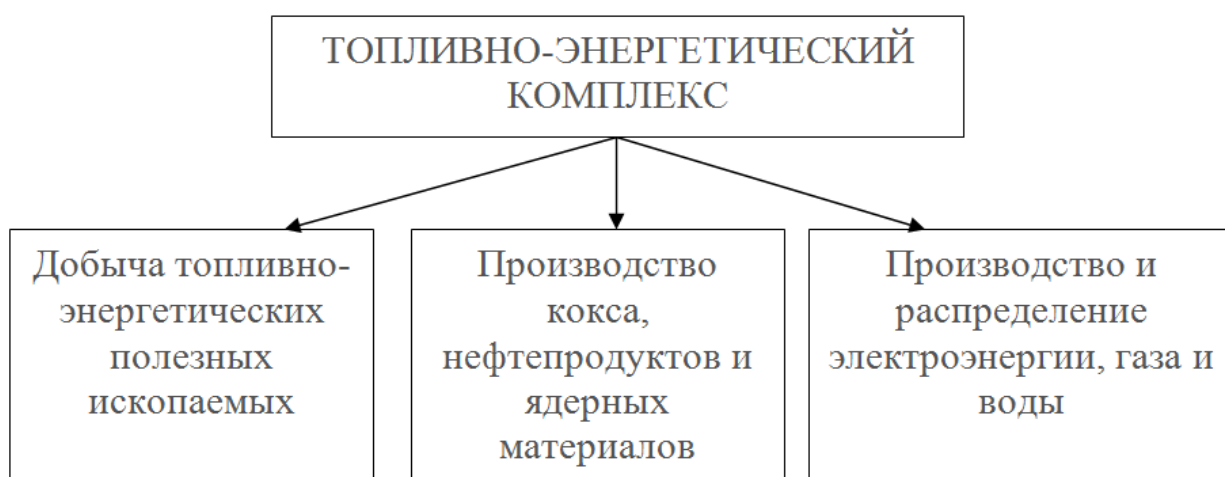 ТОПЛИВНО-ЭНЕРГЕТИЧЕСКИЙ
КОМПЛЕКС
Добыча топливно-
энергетических
полезных
ископаемых
Производство
кокса,
нефтепродуктов и
ядерных
материалов
Производство и
распределение
электроэнергии, газа и
воды